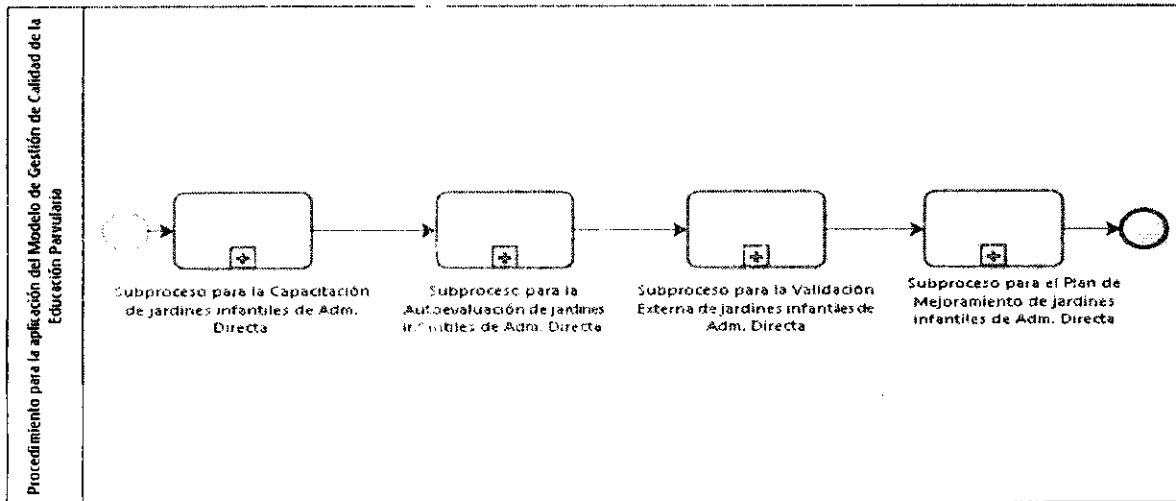 Procedimiento para la aplicación del Modelo de Gestión de Calidad de la
Educación Parvularia
Subproceso para la Capacitación
de jardines infantiles de Adm.
Directa
Subproceso para la
Autoevaluación de jardines
infantiles de Adm. Directa
Subproceso para la Validación
Externa de jardines infantiles de
Adm. Directa
Subproceso para el Plan de
Mejoramiento de jardines
infantiles de Adm. Directa